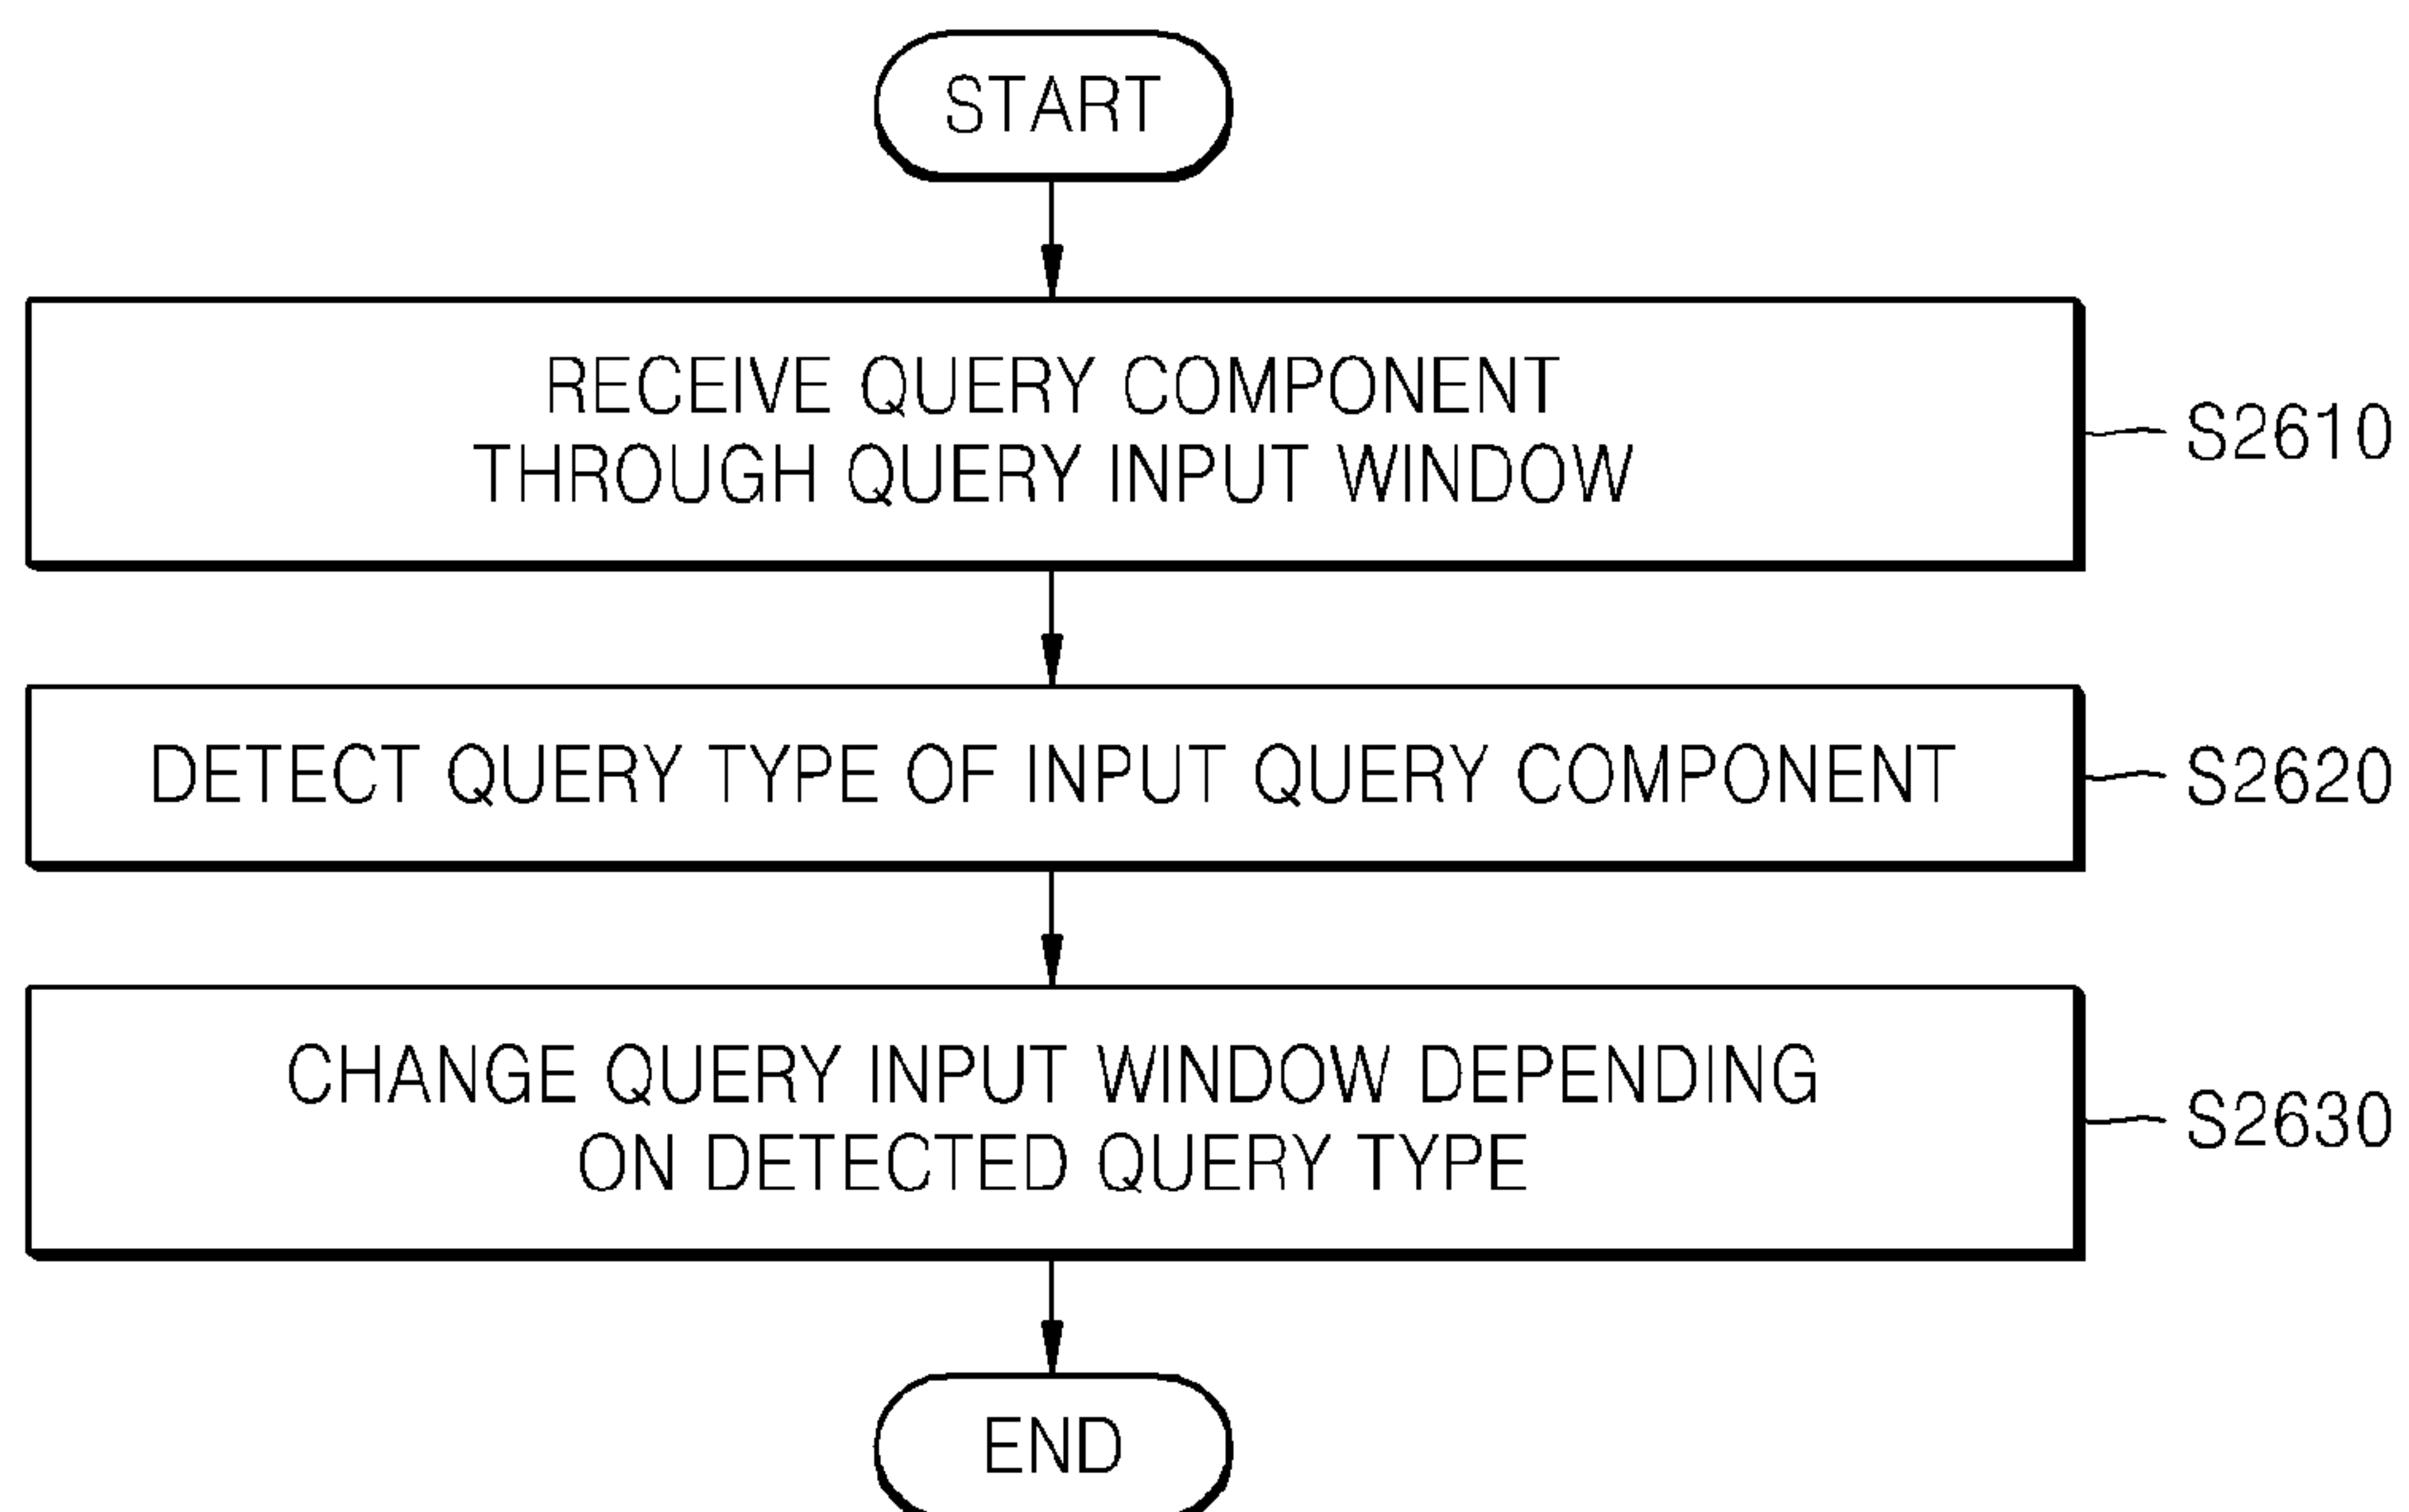 START
RECEIVE QUERY COMPONENT
THROUGH QUERY INPUT WINDOW
S2610
DETECT QUERY TYPE OF INPUT QUERY COMPONENT
S2620
CHANGE QUERY INPUT WINDOW DEPENDING
ON DETECTED QUERY TYPE
S2630
END